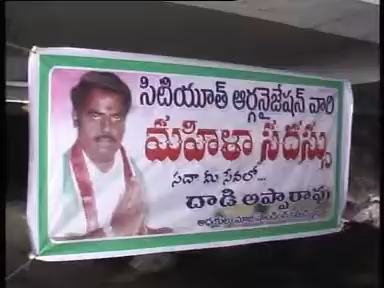 సిటియూత్ ఆర్గనైజేషన్ వారి
మహిళా సదస్సు
సదా మీ సేవలో...
దాడి అప్పారావు